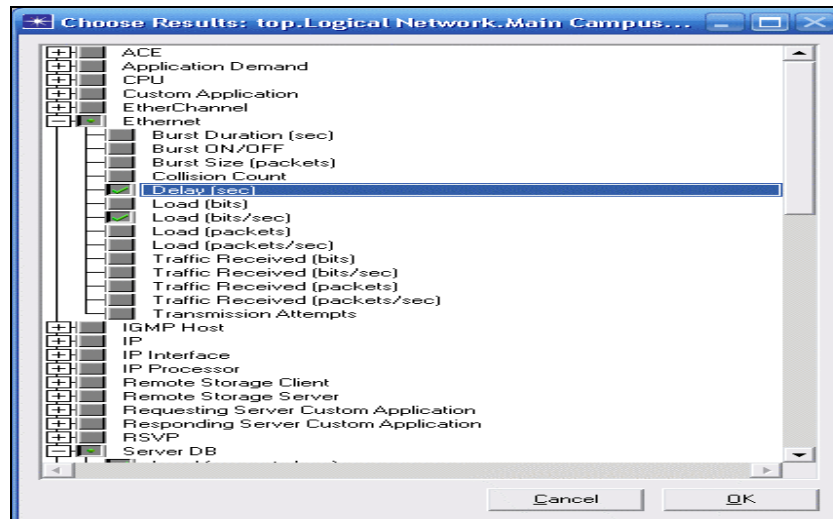 Choose Results: top.Logical Network.Main Campus...
ACE
Application Demand
CPU
Custom Application
EtherChannel
Ethernet
Burst Duration (sec)
Burst ON/OFF
Burst Size (packets)
Collision Count
Delay (sec)
Load (bits)
Load (bits/sec)
Load (packets)
Load (packets/sec)
Traffic Received (bits)
Traffic Received (bits/sec)
Traffic Received (packets)
Traffic Received (packets/sec)
Transmission Attempts
IGMP Host
IP
IP Interface
IP Processor
Remote Storage Client
Remote Storage Server
Requesting Server Custom Application
Responding Server Custom Application
RSVP
Server DB
Cancel
OK